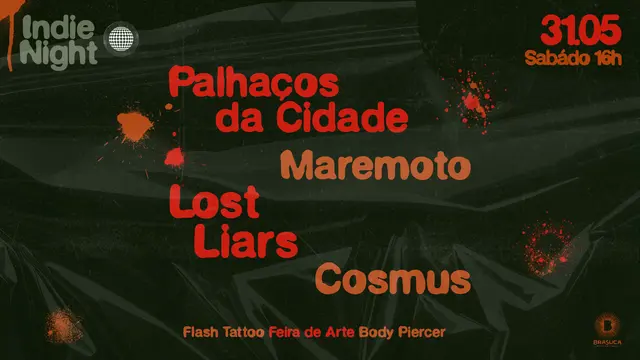 Indie
Night
31.05
Sabádo 16h
Palhaços
da Cidade
Maremoto
Lost
Liars
Cosmus
Flash Tattoo Feira de Arte Body Piercer
BRASUCA